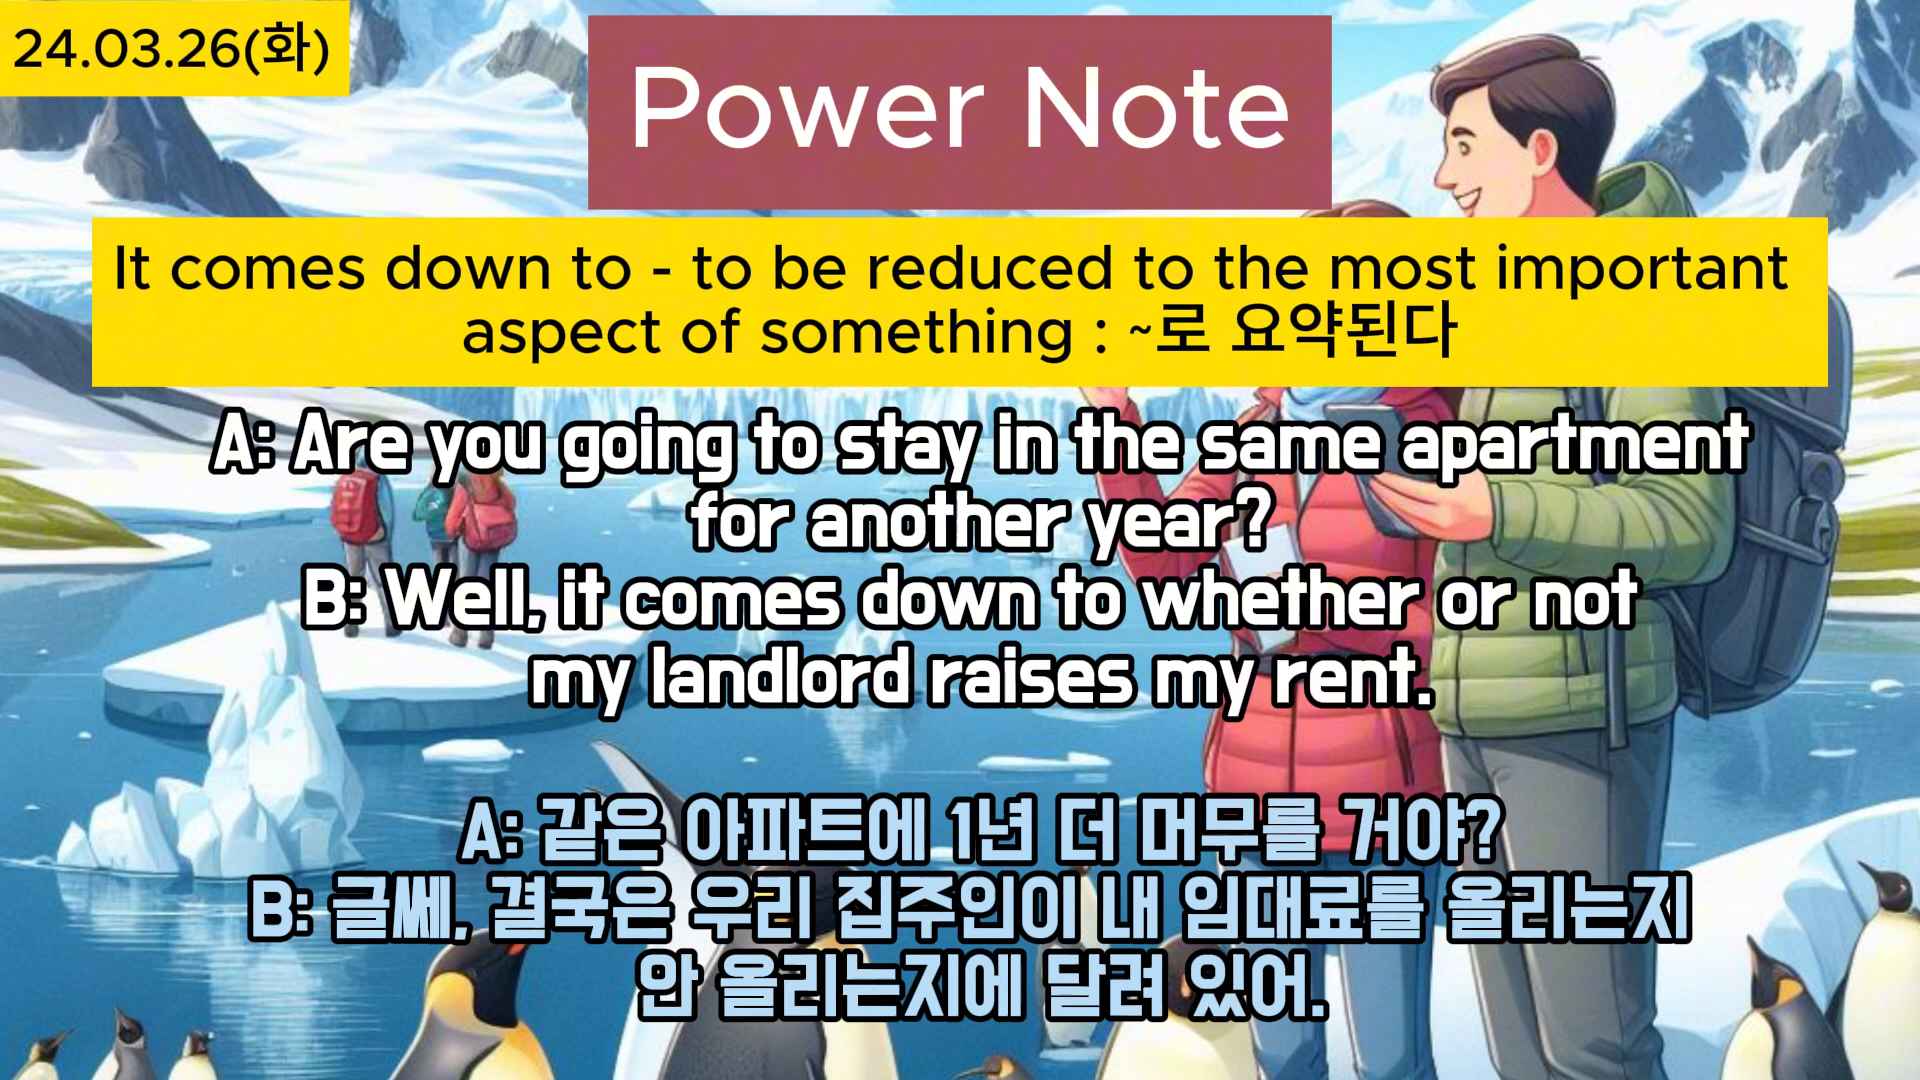 24.03.26(화)
Power Note
It comes down to - to be reduced to the most important
aspect of something : ~로 요약된다
A: Are you going to stay in the same apartment
for another year?
B: Well, it comes down to whether or not
my landlord raises my rent.
A: 같은 아파트에 1년 더 머무를 거야?
B: 글쎄, 결국은 우리 집주인이 내 임대료를 올리는지
안 올리는지에 달려 있어.